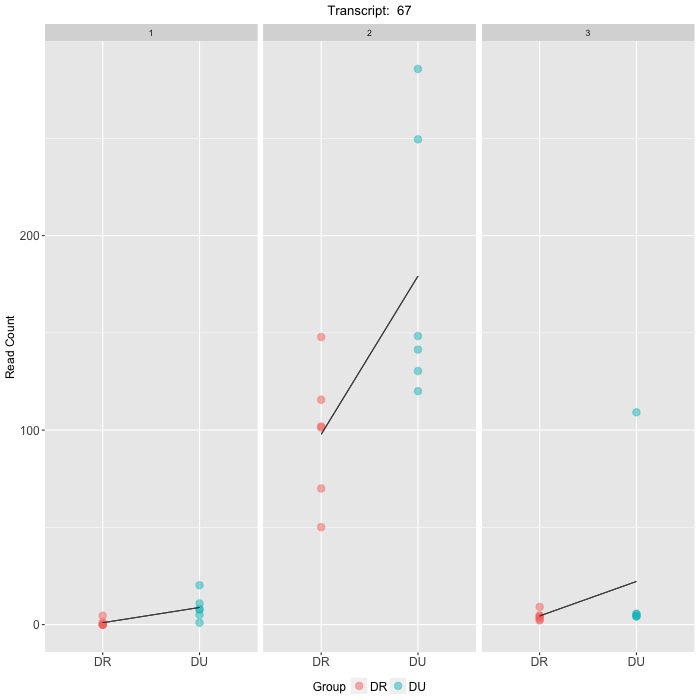 Transcript:  67
1 2 3
200
100
0
Read Count
DR DU DR DU DR DU
Group DR DU